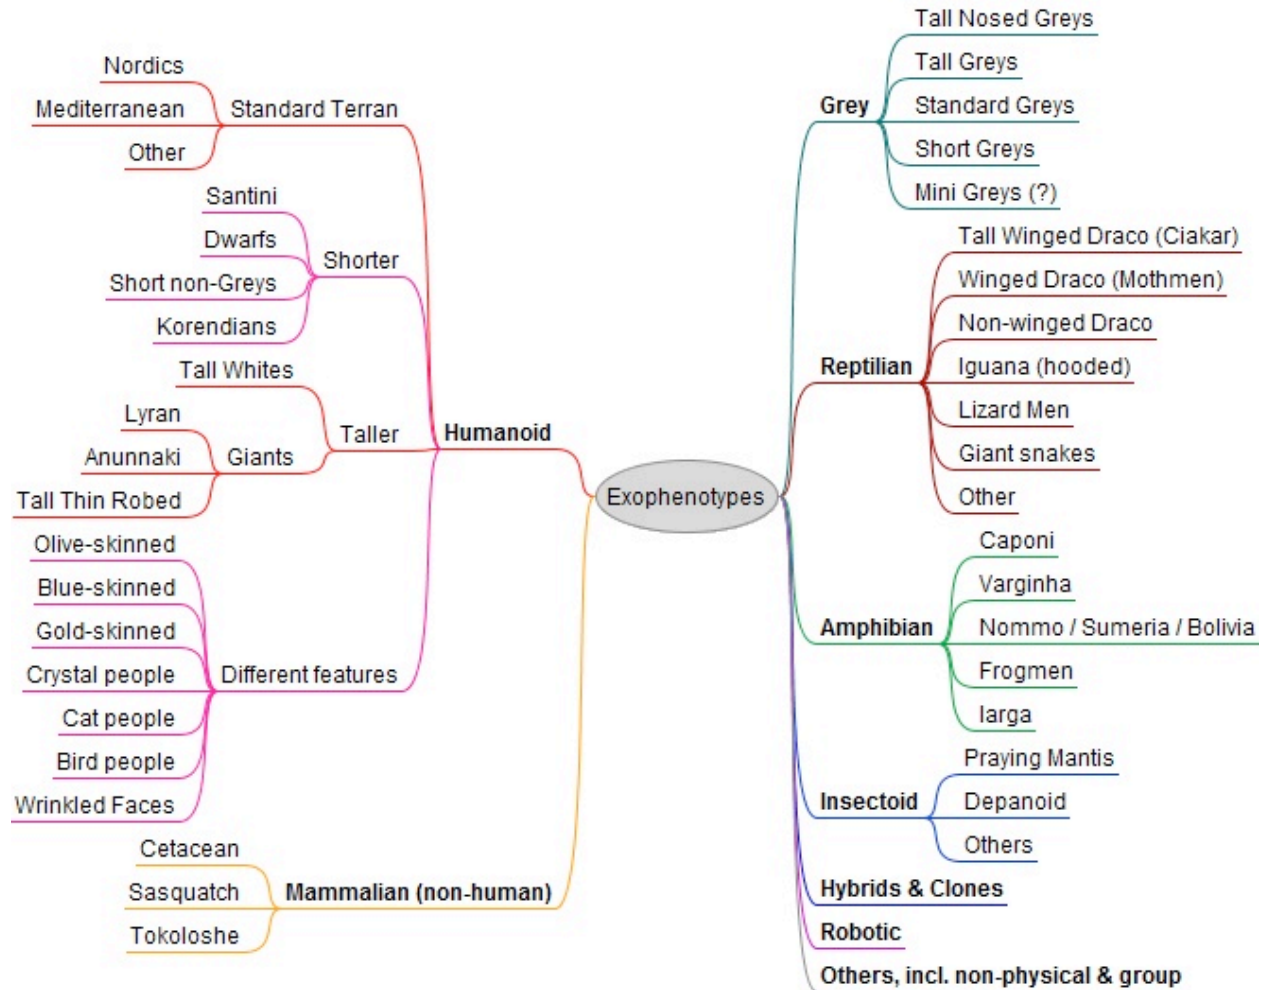 Nordics
Mediterranean
Other
Standard Terran
Santini
Dwarfs
Short non-Greys
Korendians
Shorter
Tall Whites
Lyran
Anunnaki
Tall Thin Robed
Giants
Taller
Olive-skinned
Blue-skinned
Gold-skinned
Crystal people
Cat people
Bird people
Wrinkled Faces
Different features
Humanoid
Cetacean
Sasquatch
Tokoloshe
Mammalian (non-human)
Exophenotypes
Grey
Tall Nosed Greys
Tall Greys
Standard Greys
Short Greys
Mini Greys (?)
Reptilian
Tall Winged Draco (Ciakar)
Winged Draco (Mothmen)
Non-winged Draco
Iguana (hooded)
Lizard Men
Giant snakes
Other
Amphibian
Caponi
Varginha
Nommo / Sumeria / Bolivia
Frogmen
Iarga
Insectoid
Praying Mantis
Depanoid
Others
Hybrids & Clones
Robotic
Others, incl. non-physical & group